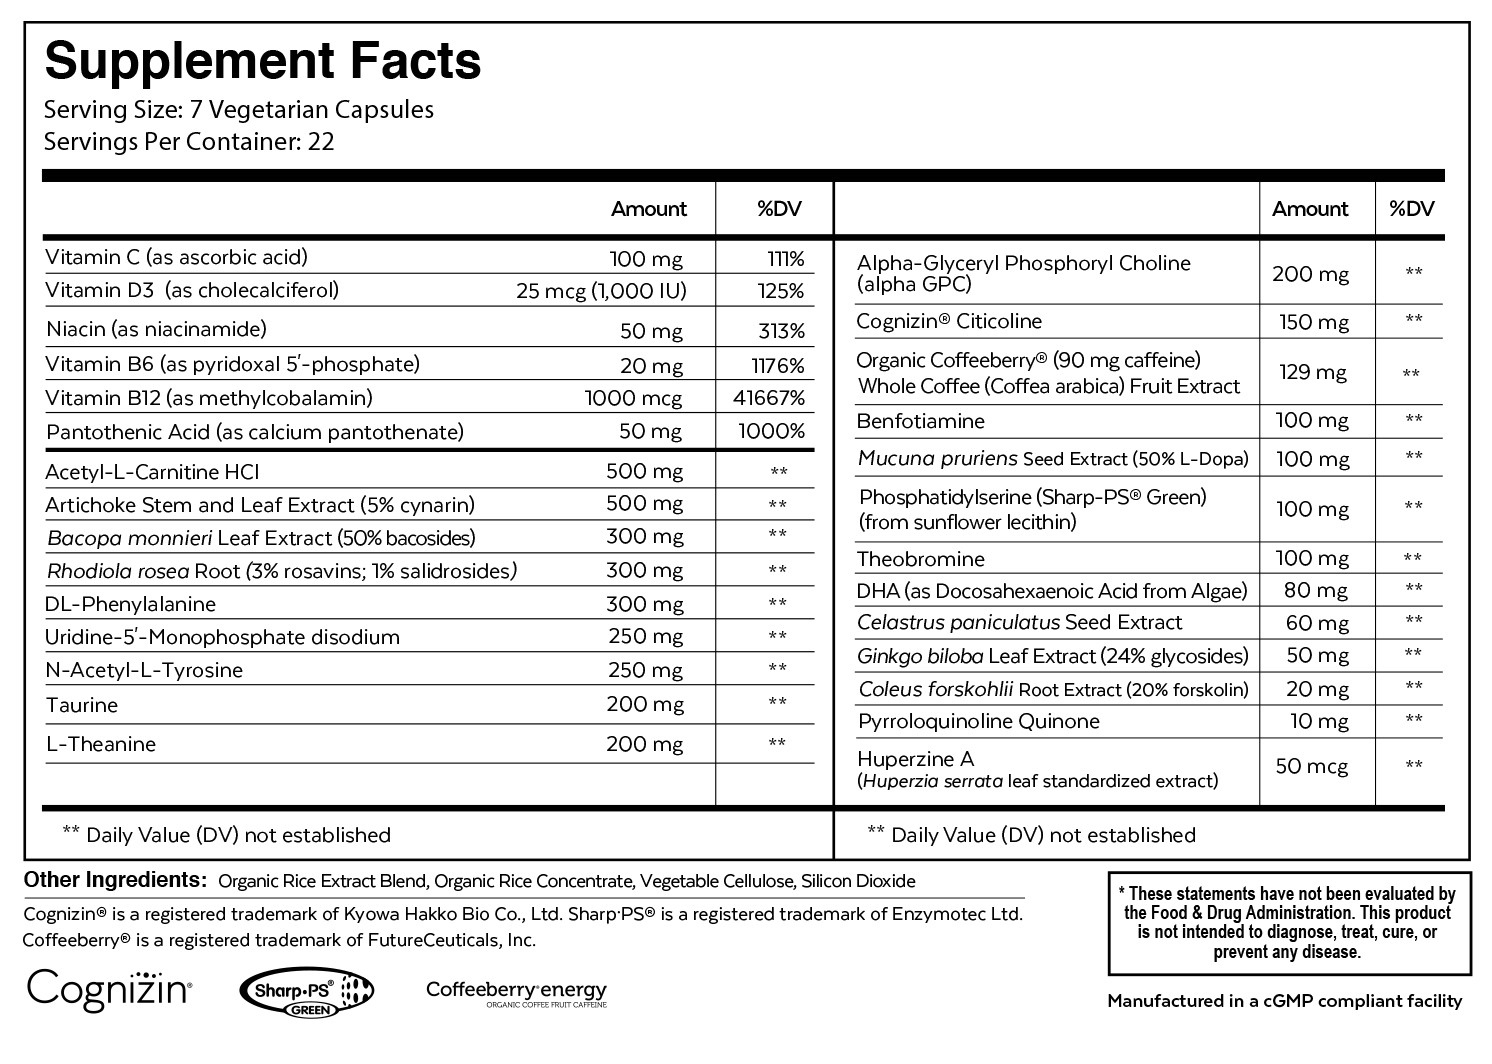 Supplement Facts
Serving Size: 7 Vegetarian Capsules
Servings Per Container: 22
Amount %DV
Vitamin C (as ascorbic acid) 100 mg 111%
Vitamin D3 (as cholecalciferol) 25 mcg (1,000 IU) 125%
Niacin (as niacinamide) 50 mg 313%
Vitamin B6 (as pyridoxal 5'-phosphate) 20 mg 1176%
Vitamin B12 (as methylcobalamin) 1000 mcg 41667%
Pantothenic Acid (as calcium pantothenate) 50 mg 1000%
Acetyl-L-Carnitine HCl 500 mg **
Artichoke Stem and Leaf Extract (5% cynarin) 500 mg **
Bacopa monnieri Leaf Extract (50% bacosides) 300 mg **
Rhodiola rosea Root (3% rosavins; 1% salidrosides) 300 mg **
DL-Phenylalanine 300 mg **
Uridine-5'-Monophosphate disodium 250 mg **
N-Acetyl-L-Tyrosine 250 mg **
Taurine 200 mg **
L-Theanine 200 mg **
** Daily Value (DV) not established
Amount %DV
Alpha-Glyceryl Phosphoryl Choline
(alpha GPC) 200 mg **
Cognizin® Citicoline 150 mg **
Organic Coffeeberry® (90 mg caffeine)
Whole Coffee (Coffea arabica) Fruit Extract 129 mg **
Benfotiamine 100 mg **
Mucuna pruriens Seed Extract (50% L-Dopa) 100 mg **
Phosphatidylserine (Sharp-PS® Green)
(from sunflower lecithin) 100 mg **
Theobromine 100 mg **
DHA (as Docosahexaenoic Acid from Algae) 80 mg **
Celastrus paniculatus Seed Extract 60 mg **
Ginkgo biloba Leaf Extract (24% glycosides) 50 mg **
Coleus forskohlii Root Extract (20% forskolin) 20 mg **
Pyrroloquinoline Quinone 10 mg **
Huperzine A
(Huperzia serrata leaf standardized extract) 50 mcg **
** Daily Value (DV) not established
Other Ingredients: Organic Rice Extract Blend, Organic Rice Concentrate, Vegetable Cellulose, Silicon Dioxide
Cognizin® is a registered trademark of Kyowa Hakko Bio Co., Ltd. Sharp·PS® is a registered trademark of Enzymotec Ltd.
Coffeeberry® is a registered trademark of FutureCeuticals, Inc.
Cognizin®
Sharp•PS®
GREEN
Coffeeberry® energy
ORGANIC COFFEE FRUIT CAFFEINE
* These statements have not been evaluated by
the Food & Drug Administration. This product
is not intended to diagnose, treat, cure, or
prevent any disease.
Manufactured in a cGMP compliant facility